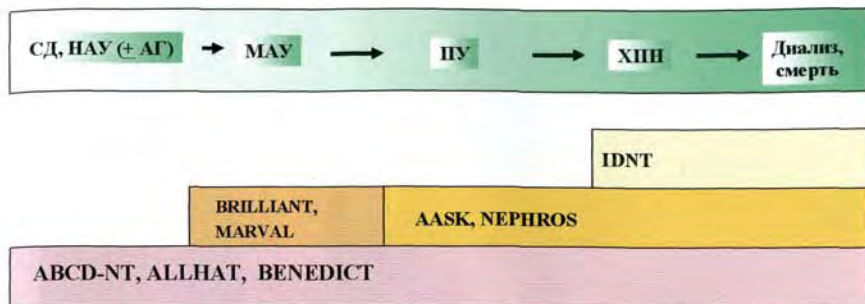 СД, НАУ (± АГ) → МАУ → ПУ → ХПН → Диализ,
смерть
IDNT
BRILLIANT,
MARVAL
AASK, NEPHROS
ABCD-NT, ALLHAT, BENEDICT